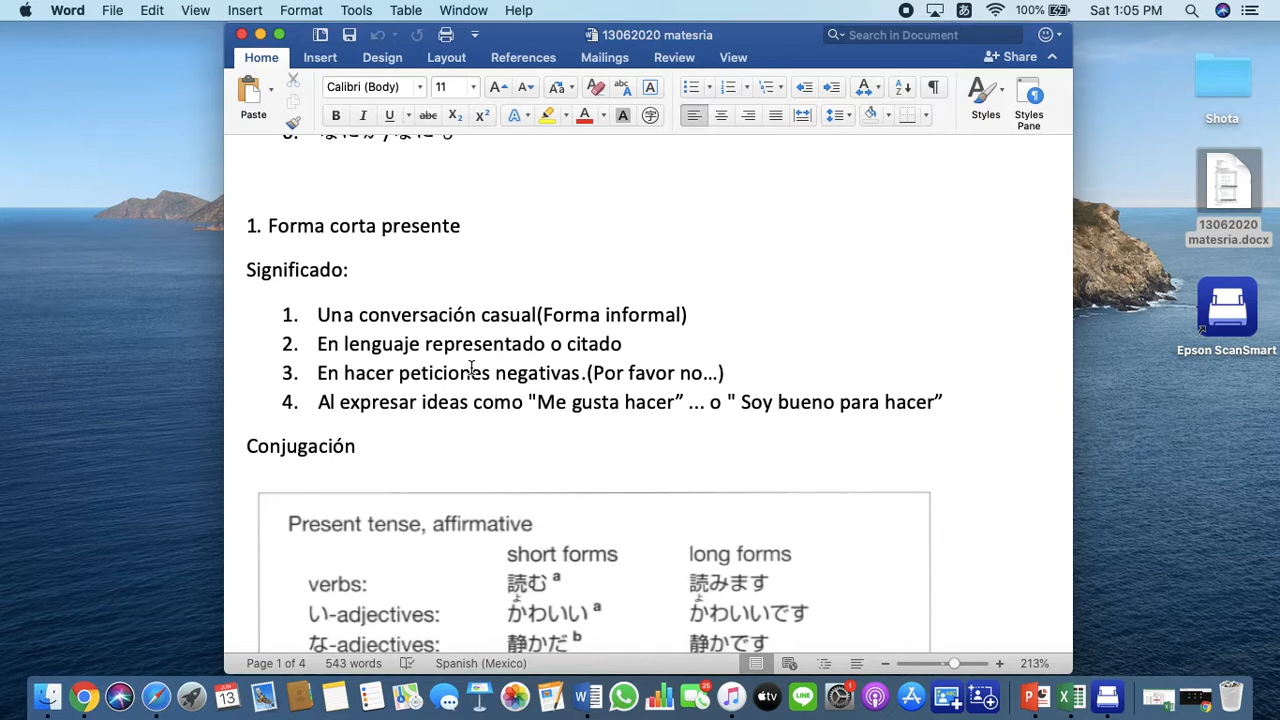 Word File Edit View Insert Format Tools Table Window Help 100% Sat 1:05 PM
13062020 matesria
Search in Document
Home Insert Design Layout References Mailings Review View Share
Paste
Calibri (Body) 11
Styles
Styles Pane
1. Forma corta presente
Significado:
1. Una conversación casual(Forma informal)
2. En lenguaje representado o citado
3. En hacer peticiones negativas.(Por favor no…)
4. Al expresar ideas como "Me gusta hacer” ... o " Soy bueno para hacer”
Conjugación
Present tense, affirmative
short forms long forms
verbs: 読む a 読みます
い-adjectives: かわいい a かわいいです
な-adjectives: 静かだ b 静かです
Page 1 of 4 543 words Spanish (Mexico) 213%
Shota
13062020
matesria.docx
Epson ScanSmart